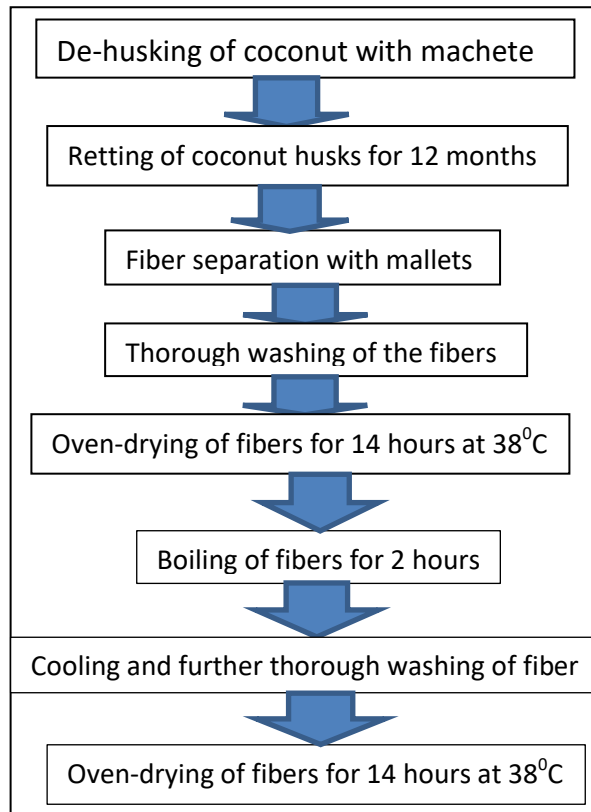 De-husking of coconut with machete
Retting of coconut husks for 12 months
Fiber separation with mallets
Thorough washing of the fibers
Oven-drying of fibers for 14 hours at 38⁰C
Boiling of fibers for 2 hours
Cooling and further thorough washing of fiber
Oven-drying of fibers for 14 hours at 38⁰C